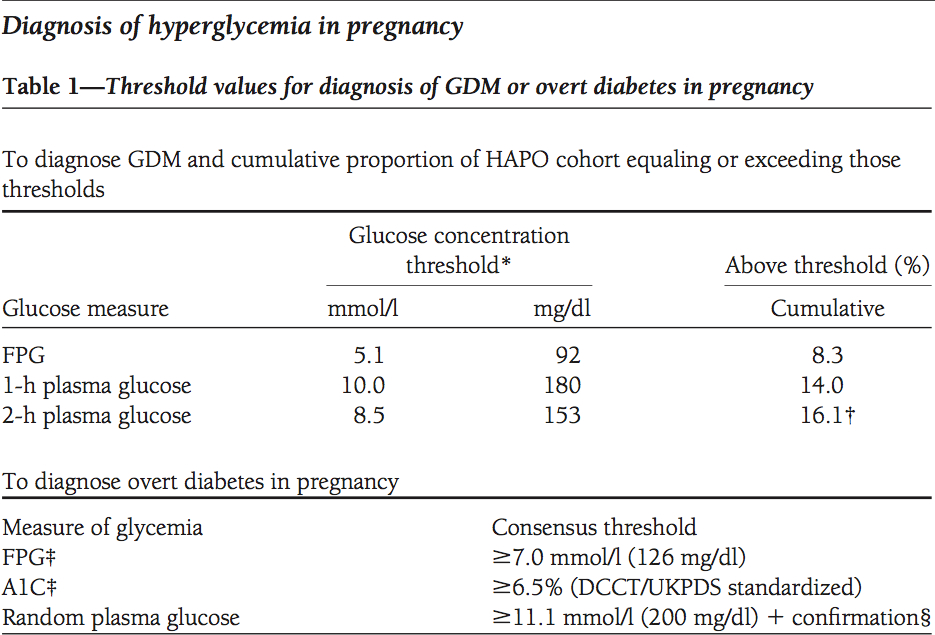 Diagnosis of hyperglycemia in pregnancy
Table 1—Threshold values for diagnosis of GDM or overt diabetes in pregnancy
To diagnose GDM and cumulative proportion of HAPO cohort equaling or exceeding those
thresholds
Glucose concentration
threshold* Above threshold (%)
Glucose measure mmol/l mg/dl Cumulative
FPG 5.1 92 8.3
1-h plasma glucose 10.0 180 14.0
2-h plasma glucose 8.5 153 16.1†
To diagnose overt diabetes in pregnancy
Measure of glycemia Consensus threshold
FPG‡ ≥7.0 mmol/l (126 mg/dl)
A1C‡ ≥6.5% (DCCT/UKPDS standardized)
Random plasma glucose ≥11.1 mmol/l (200 mg/dl) + confirmation§